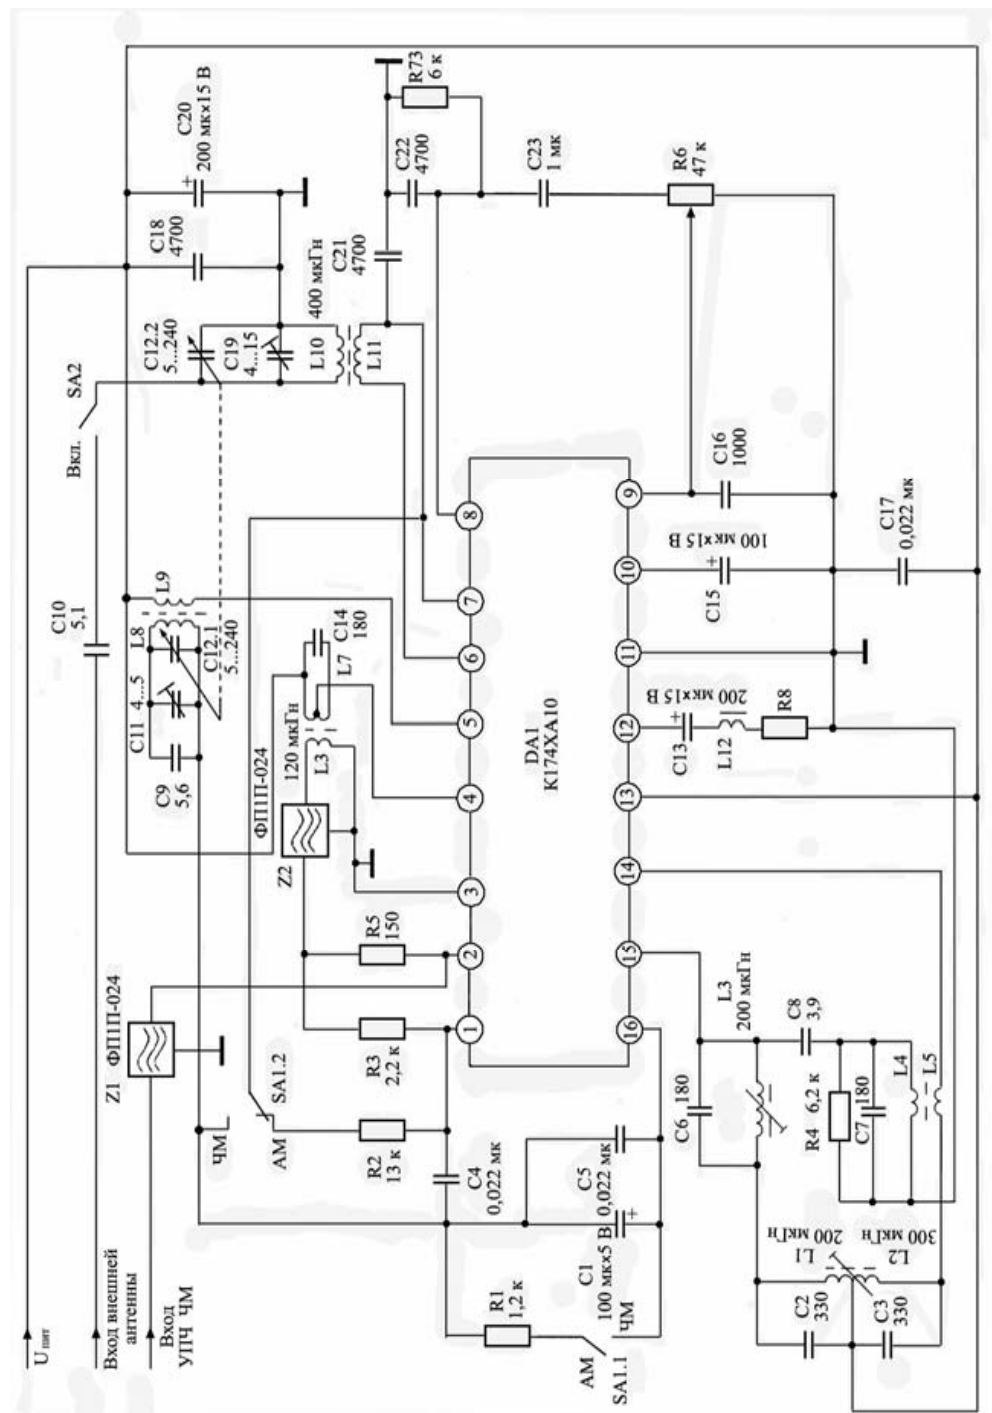 C20
200 мк×15 В
C18
4700
C12.2
5...240
C19
4...15
400 мкГн
L10
L11
C21
4700
R73
6 к
C22
4700
C23
1 мк
R6
47 к
SA2
Вкл.
C10
5,1
L9
L8
C12.1
5...240
C11 4...5
C9
5,6
C14
180
L7
120 мкГн
L3
ФП1П-024
Z2
R5
150
R3
2,2 к
R2
13 к
Z1 ФП1П-024
SA1.2
ЧМ
АМ
C4
0,022 мк
C5
0,022 мк
C1
100 мк×5 В
R1
1,2 к
АМ
ЧМ
SA1.1
U пит
Вход внешней
антенны
Вход
УПЧ ЧМ
1
2
3
4
5
6
7
8
DA1
К174ХА10
9
10
11
12
13
14
15
16
C16
1000
C17
0,022 мк
100 мк×15 В
C15
200 мк×15 В
C13
L12
R8
L3
200 мкГн
C8
3,9
C6 180
R4 6,2 к
C7 180
L4
L5
200 мкГн
L1
300 мкГн
L2
C2
330
C3
330